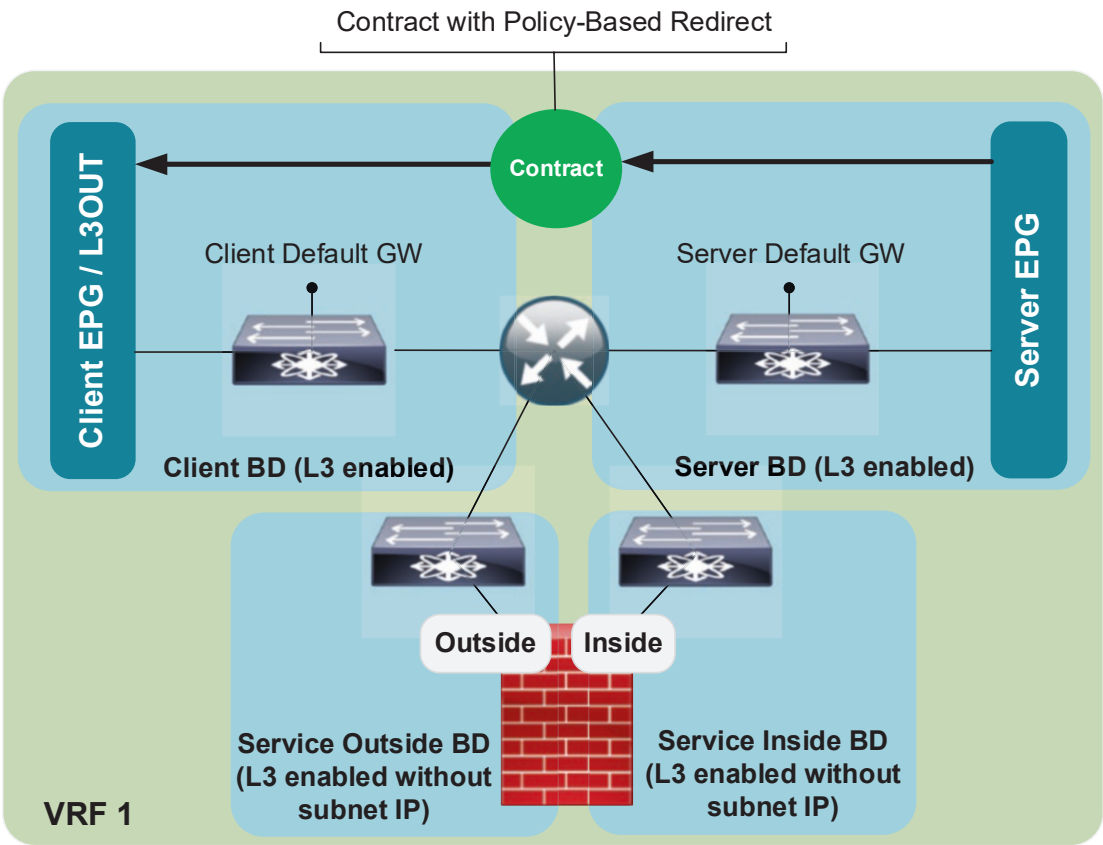 Contract with Policy-Based Redirect
Client EPG / L3OUT
Contract
Server EPG
Client Default GW
Server Default GW
Client BD (L3 enabled)
Server BD (L3 enabled)
Outside
Inside
Service Outside BD
(L3 enabled without
subnet IP)
Service Inside BD
(L3 enabled without
subnet IP)
VRF 1